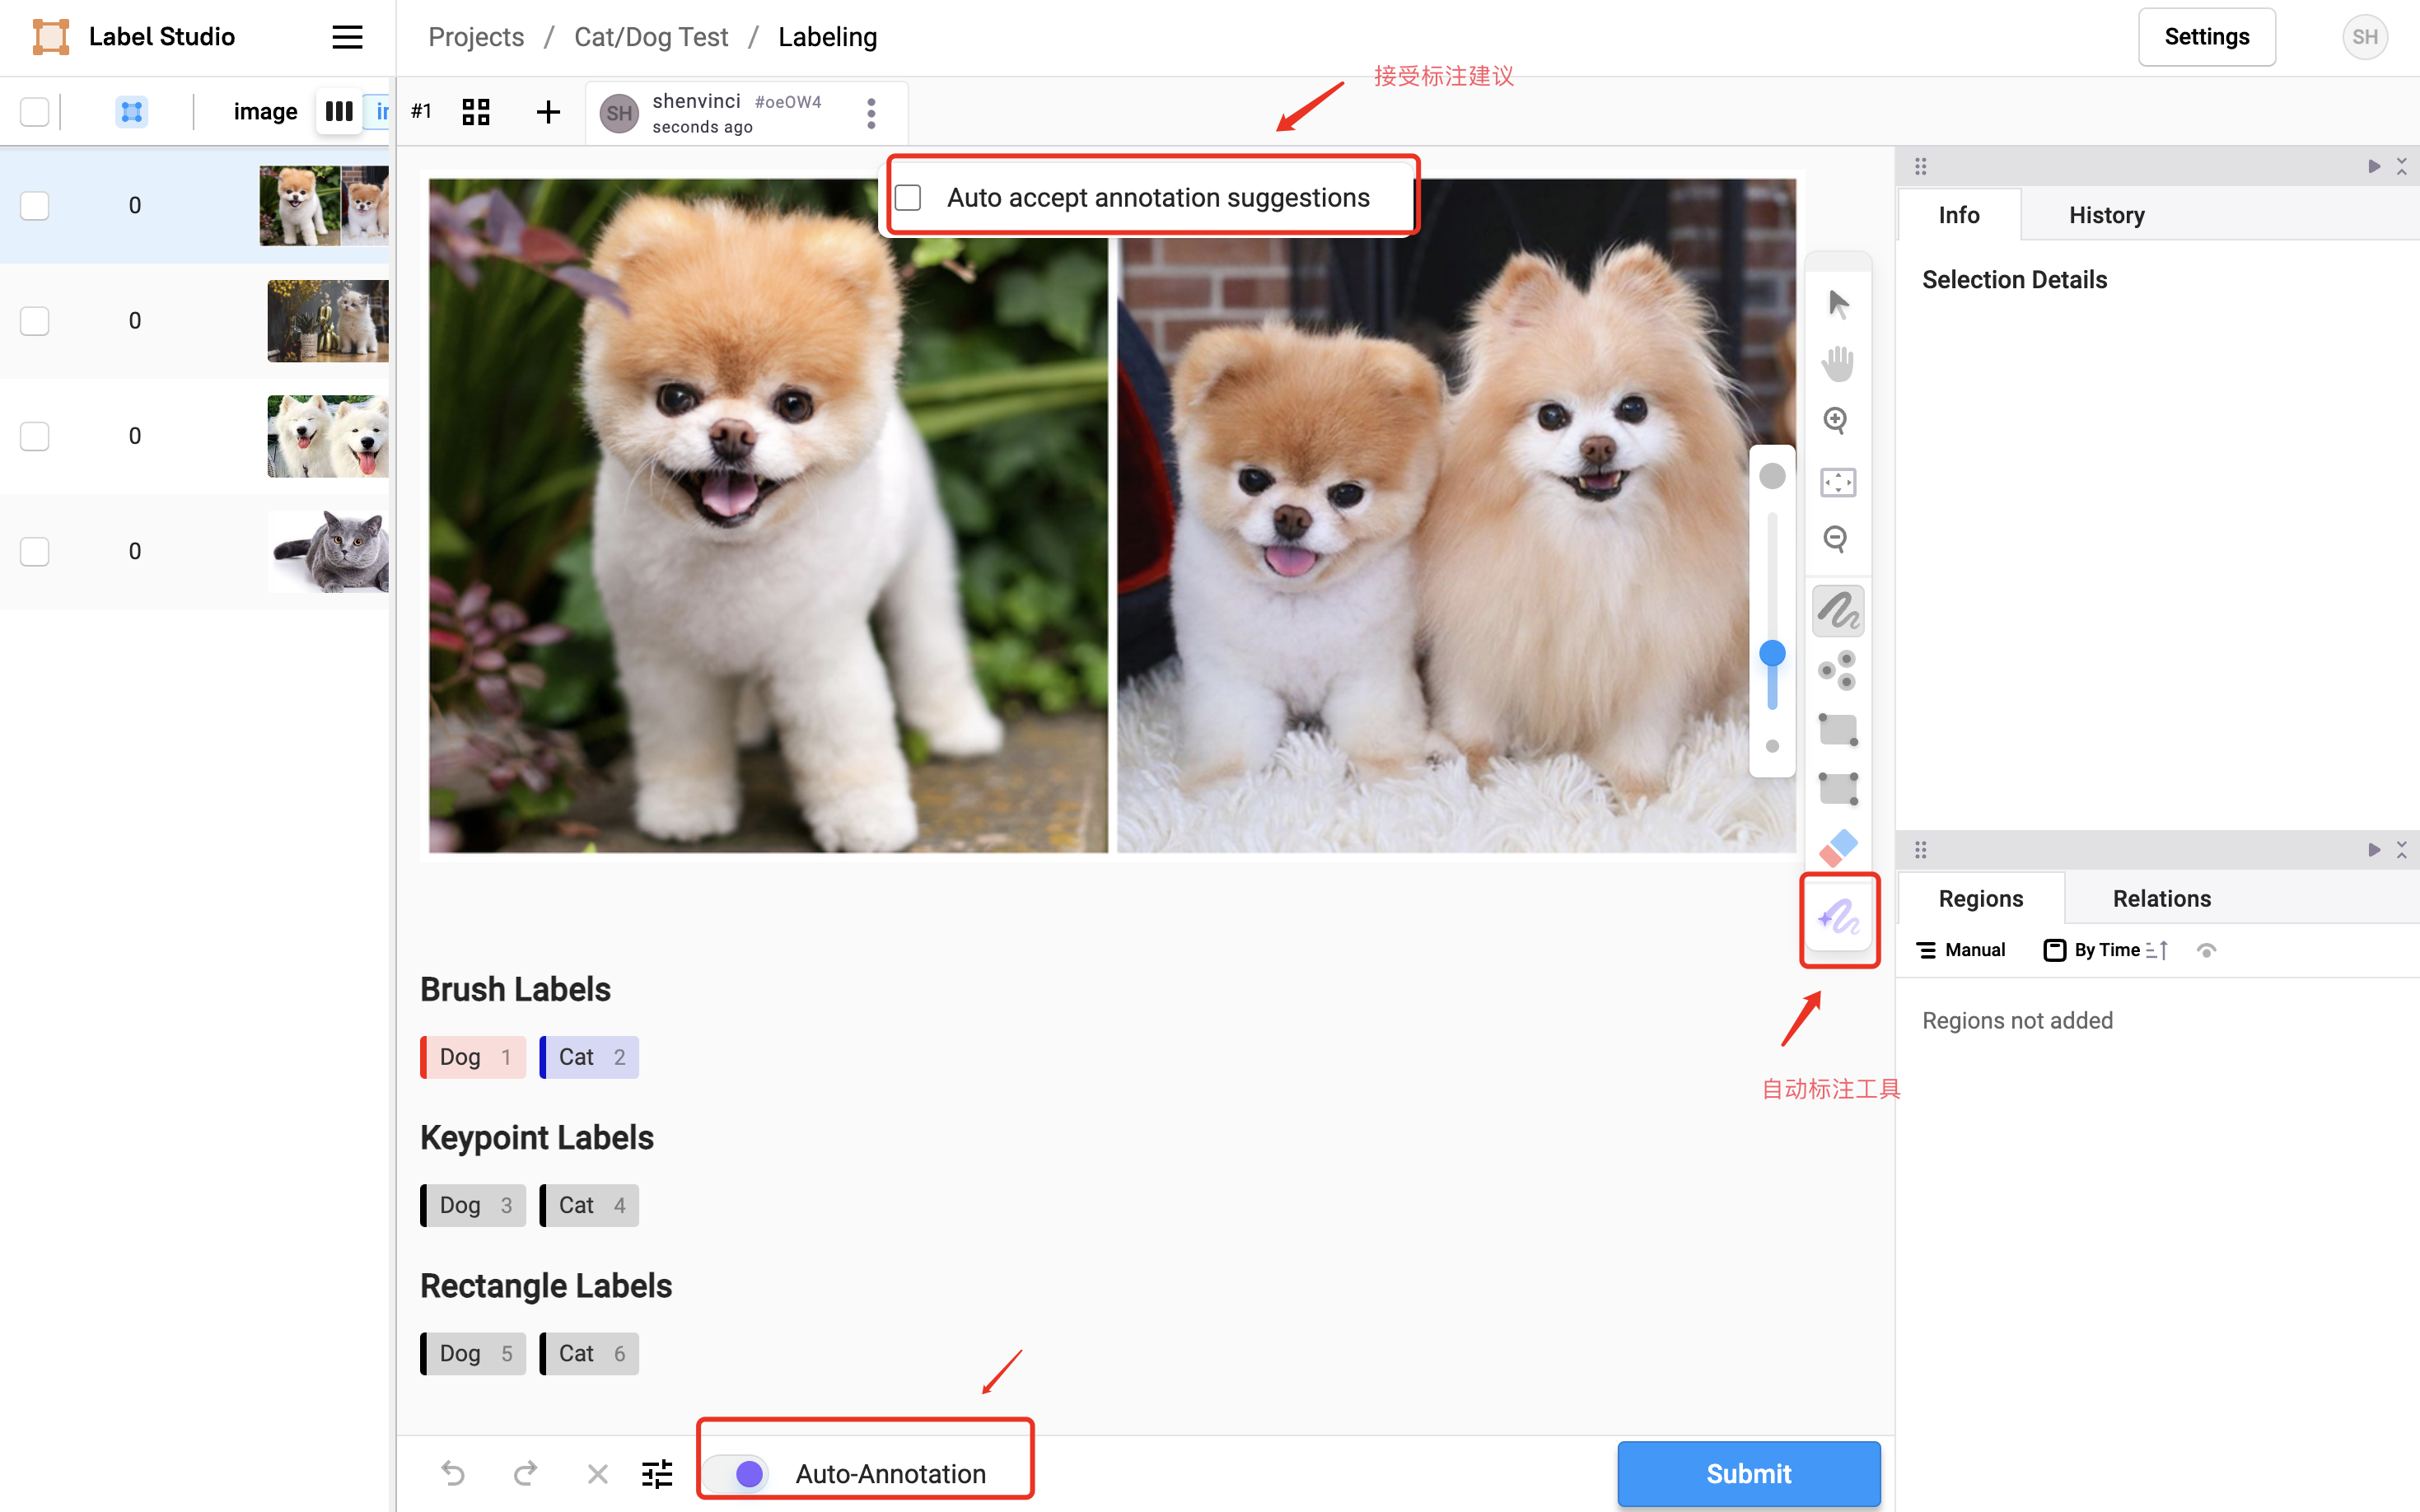 Label Studio
Projects / Cat/Dog Test / Labeling
Settings
SH
接受标注建议
image
#1
SH
shenvinci #oeOW4
seconds ago
0
0
0
0
Auto accept annotation suggestions
Info
History
Selection Details
Regions
Relations
Manual
By Time
Regions not added
自动标注工具
Brush Labels
Dog 1
Cat 2
Keypoint Labels
Dog 3
Cat 4
Rectangle Labels
Dog 5
Cat 6
Auto-Annotation
Submit